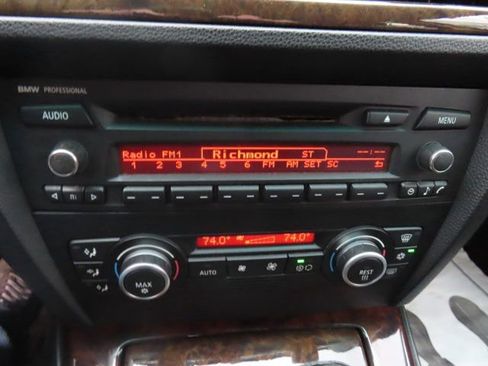 BMW PROFESSIONAL
AUDIO
MENU
Radio FM1 Richmond ST
1 2 3 4 5 6 FM AM SET SC
74.0° 74.0°
AUTO
MAX
REST